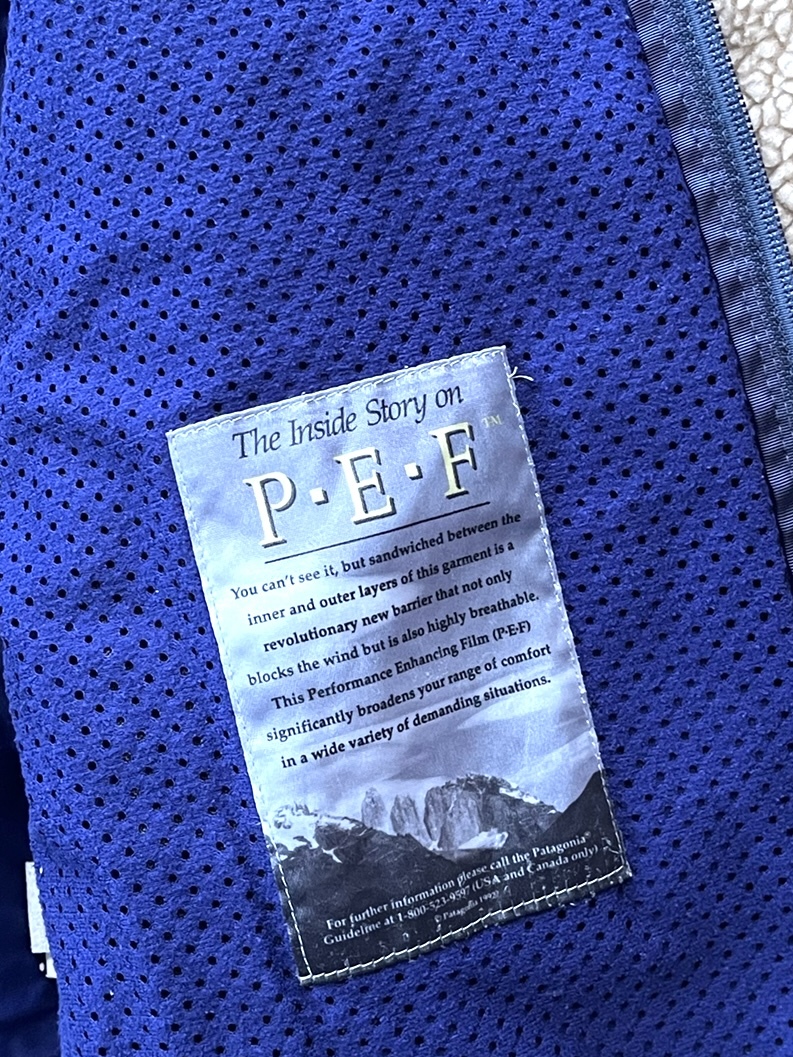 The Inside Story on
P·E·F™
You can't see it, but sandwiched between the
inner and outer layers of this garment is a
revolutionary new barrier that not only
blocks the wind but is also highly breathable.
This Performance Enhancing Film (P·E·F)
significantly broadens your range of comfort
in a wide variety of demanding situations.
For further information please call the Patagonia®
Guideline at 1-800-523-9597 (USA and Canada only)
© Patagonia